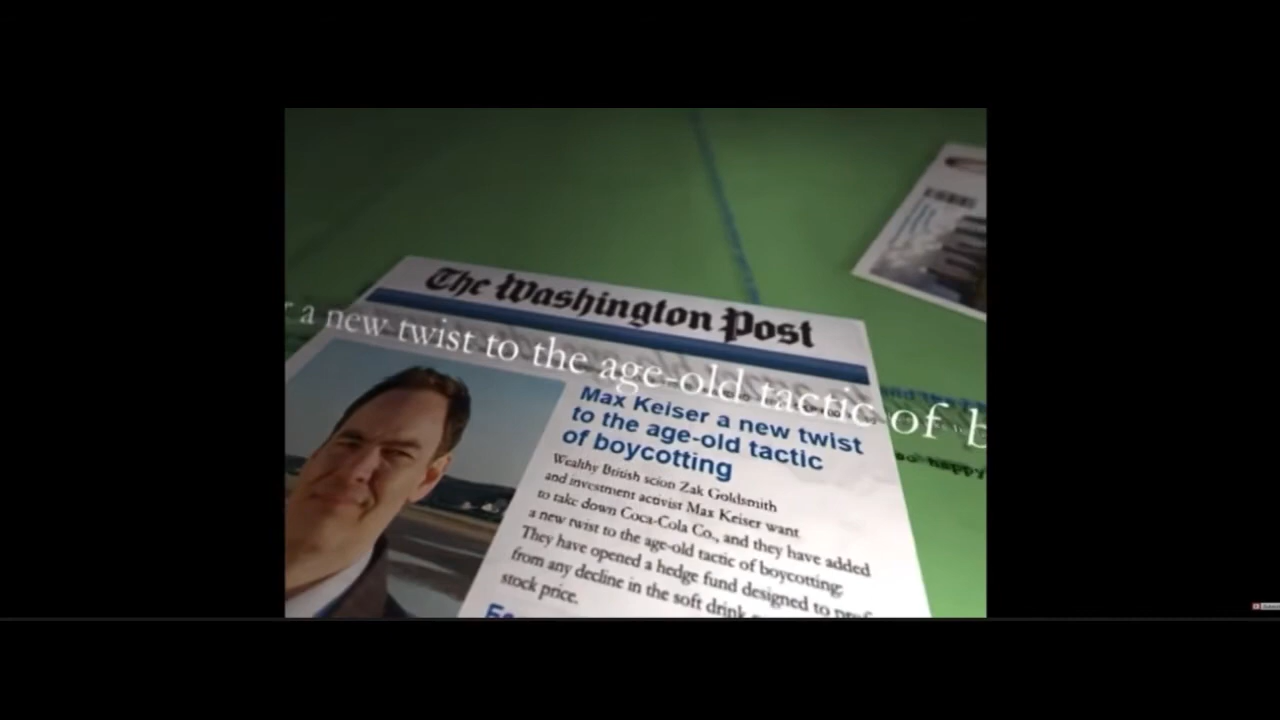 The Washington Post
a new twist to the age-old tactic of b
Max Keiser a new twist
to the age-old tactic
of boycotting
Wealthy British scion Zak Goldsmith
and investment activist Max Keiser want
to take down Coca-Cola Co., and they have added
a new twist to the age-old tactic of boycotting:
They have opened a hedge fund designed to
from any decline in the soft drink
stock price.
so happy